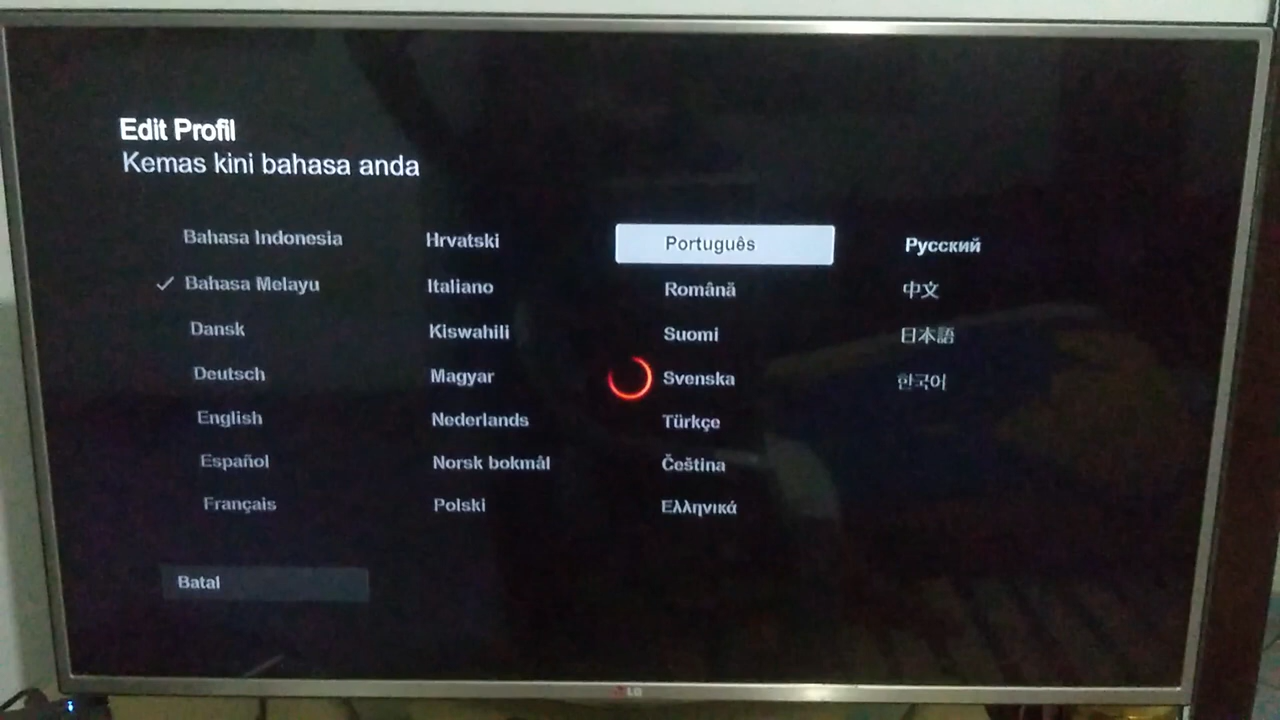 Edit Profil
Kemas kini bahasa anda
Bahasa Indonesia
Bahasa Melayu
Dansk
Deutsch
English
Español
Français
Hrvatski
Italiano
Kiswahili
Magyar
Nederlands
Norsk bokmål
Polski
Português
Română
Suomi
Svenska
Türkçe
Čeština
Ελληνικά
Русский
中文
日本語
한국어
Batal
LG